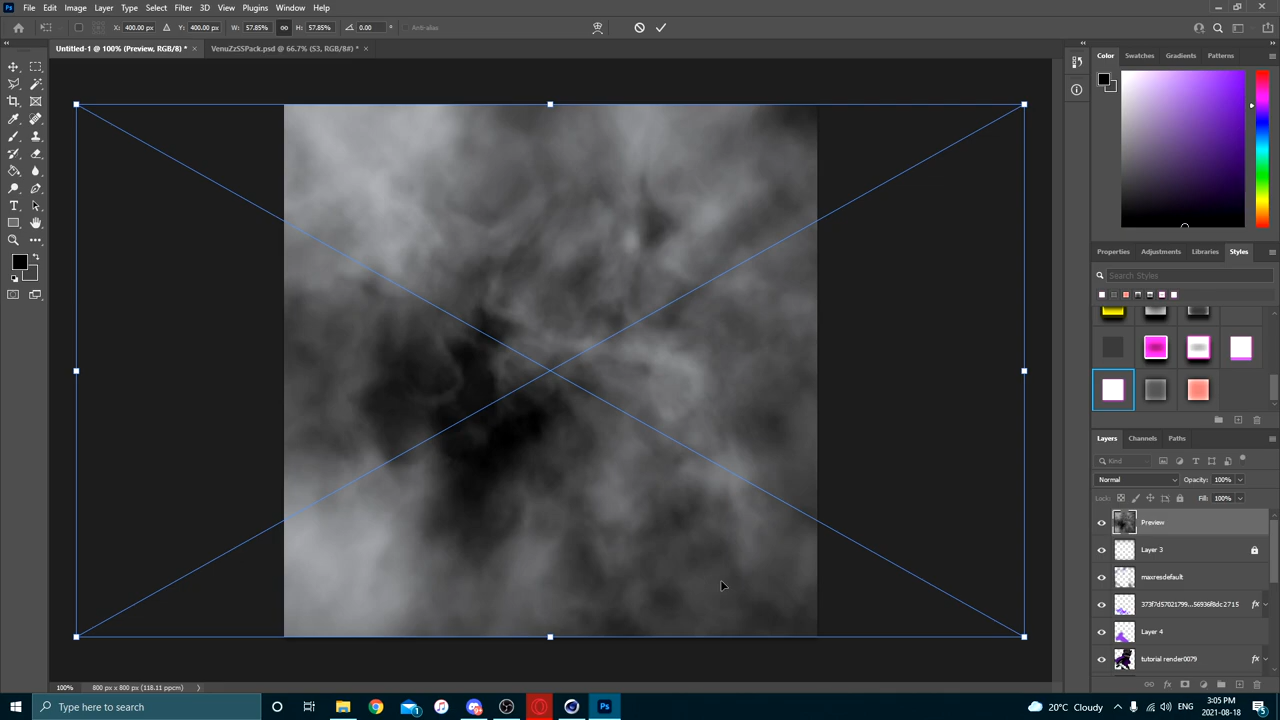 File Edit Image Layer Type Select Filter 3D View Plugins Window Help
X: 400.00 px Y: 400.00 px W: 57.85% H: 57.85% 0.00 Anti-alias
Untitled-1 @ 100% (Preview, RGB/8) * × VenuZzSSPack.psd @ 66.7% (S3, RGB/8#) * ×
Color Swatches Gradients Patterns
Properties Adjustments Libraries Styles
Search Styles
Layers Channels Paths
Kind
Normal Opacity: 100%
Lock: Fill: 100%
Preview
Layer 3
maxresdefault
373f7d57021799...56936f8dc2715 fx
Layer 4
tutorial render0079 fx
100% 800 px x 800 px (118.11 ppcm)
Type here to search
20°C Cloudy
3:05 PM
2021-08-18